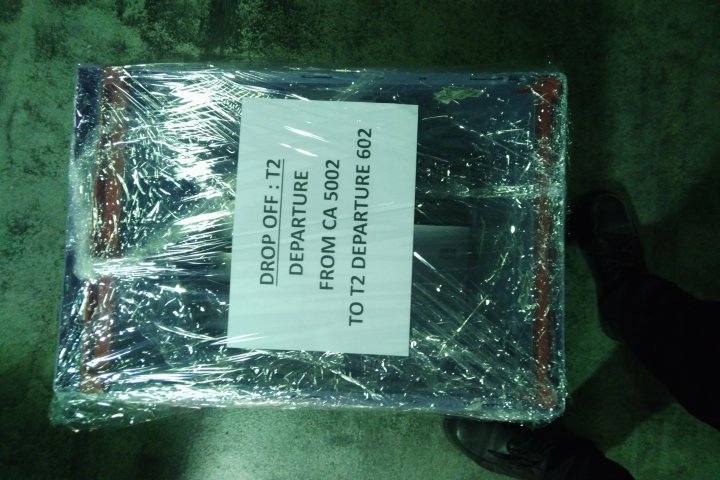 DROP OFF : T2
DEPARTURE
FROM CA 5002
TO T2 DEPARTURE 602